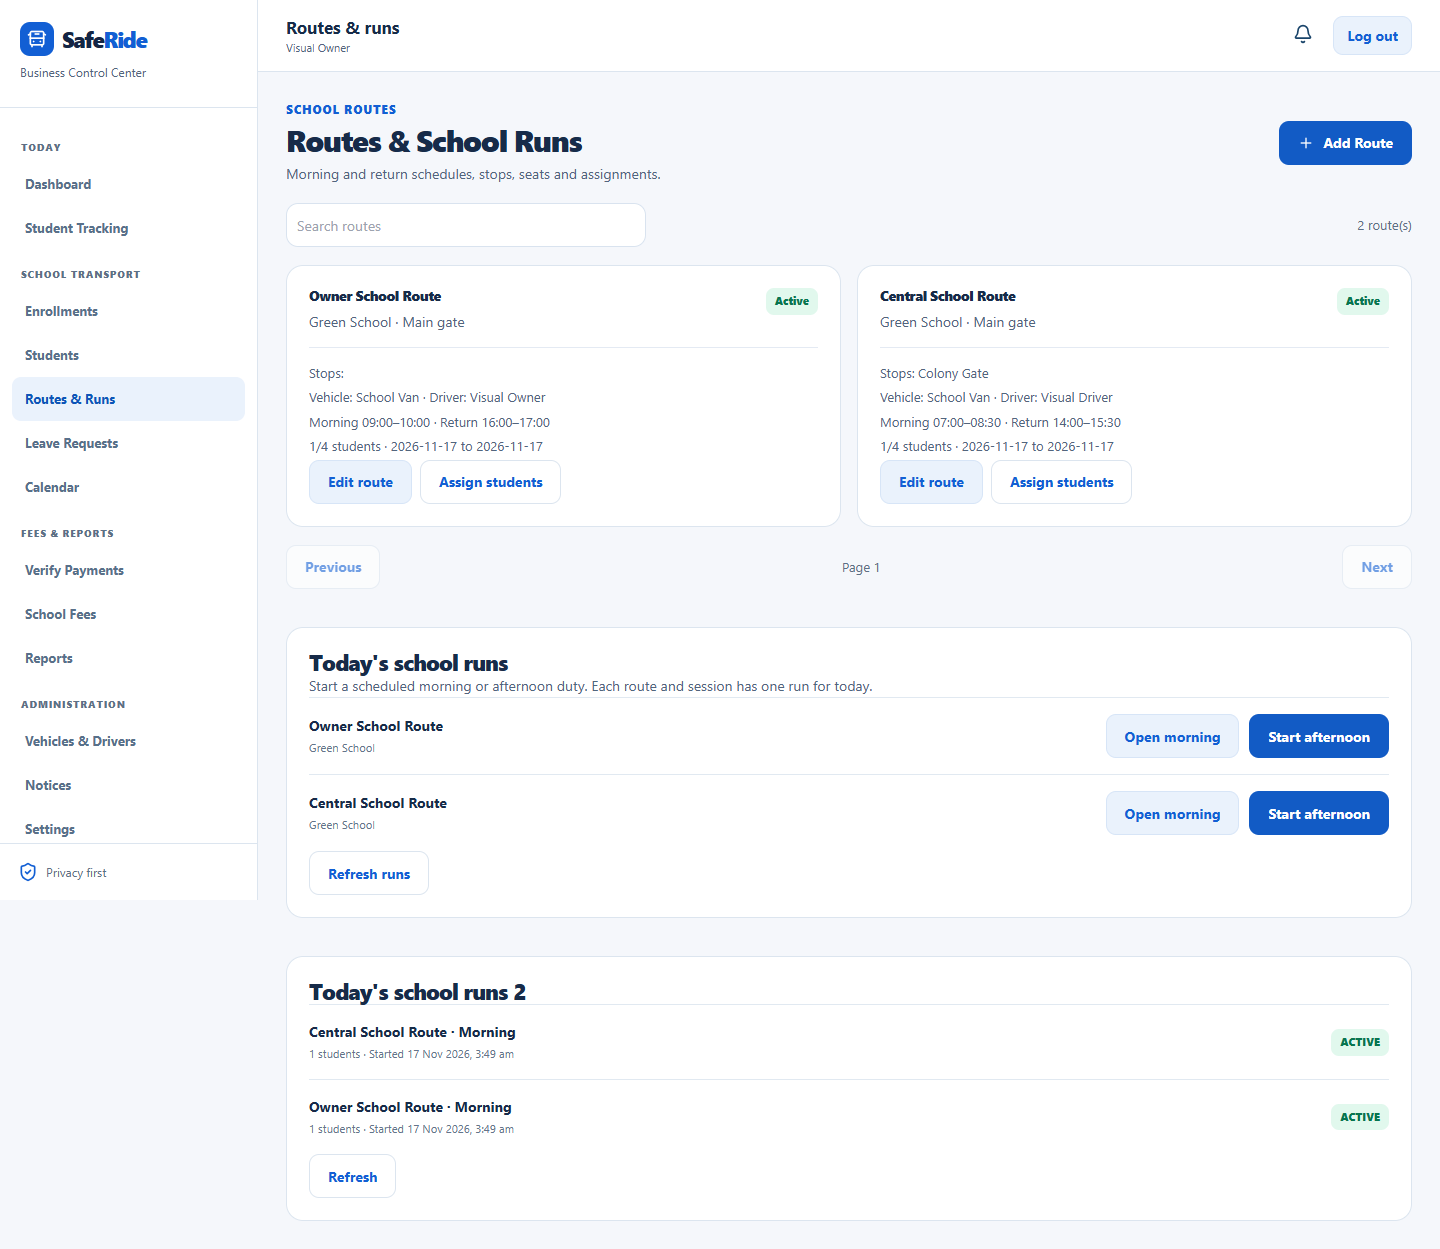 SafeRide
Business Control Center
TODAY
Dashboard
Student Tracking
SCHOOL TRANSPORT
Enrollments
Students
Routes & Runs
Leave Requests
Calendar
FEES & REPORTS
Verify Payments
School Fees
Reports
ADMINISTRATION
Vehicles & Drivers
Notices
Settings
Privacy first
Routes & runs
Visual Owner
Log out
SCHOOL ROUTES
Routes & School Runs
Morning and return schedules, stops, seats and assignments.
+ Add Route
Search routes
2 route(s)
Owner School Route
Active
Green School · Main gate
Stops:
Vehicle: School Van · Driver: Visual Owner
Morning 09:00–10:00 · Return 16:00–17:00
1/4 students · 2026-11-17 to 2026-11-17
Edit route
Assign students
Central School Route
Active
Green School · Main gate
Stops: Colony Gate
Vehicle: School Van · Driver: Visual Driver
Morning 07:00–08:30 · Return 14:00–15:30
1/4 students · 2026-11-17 to 2026-11-17
Edit route
Assign students
Previous
Page 1
Next
Today's school runs
Start a scheduled morning or afternoon duty. Each route and session has one run for today.
Owner School Route
Green School
Open morning
Start afternoon
Central School Route
Green School
Open morning
Start afternoon
Refresh runs
Today's school runs 2
Central School Route · Morning
1 students · Started 17 Nov 2026, 3:49 am
ACTIVE
Owner School Route · Morning
1 students · Started 17 Nov 2026, 3:49 am
ACTIVE
Refresh